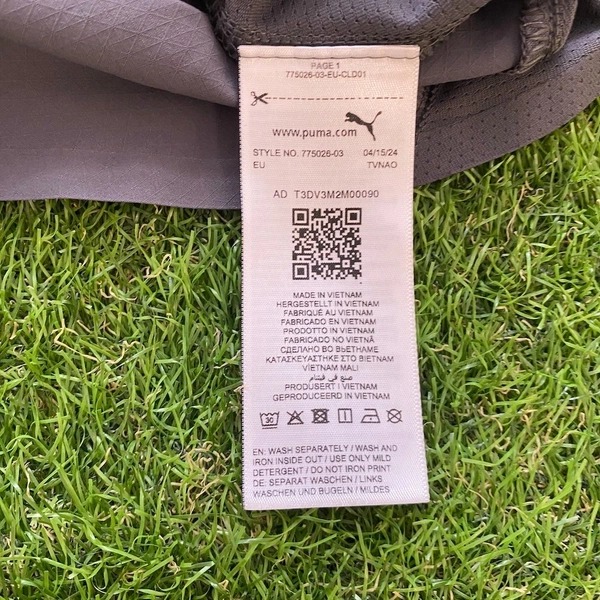 PAGE 1
775026-03-EU-CLD01
www.puma.com
STYLE NO. 775026-03 04/15/24
EU TVNAO
AD T3DV3M2M00090
MADE IN VIETNAM
HERGESTELLT IN VIETNAM
FABRIQUÉ AU VIETNAM
FABRICADO EN VIETNAM
PRODOTTO IN VIETNAM
FABRICADO NO VIETNÃ
СДЕЛАНО ВО ВЬЕТНАМЕ
ΚΑΤΑΣΚΕΥΑΣΤΗΚΕ ΣΤΟ ΒΙΕΤΝΑΜ
VİETNAM MALI
صنع في فيتنام
PRODUSERT I VIETNAM
GEPRODUCEERD IN VIETNAM
30
EN: WASH SEPARATELY / WASH AND
IRON INSIDE OUT / USE ONLY MILD
DETERGENT / DO NOT IRON PRINT
DE: SEPARAT WASCHEN / LINKS
WASCHEN UND BÜGELN / MILDES